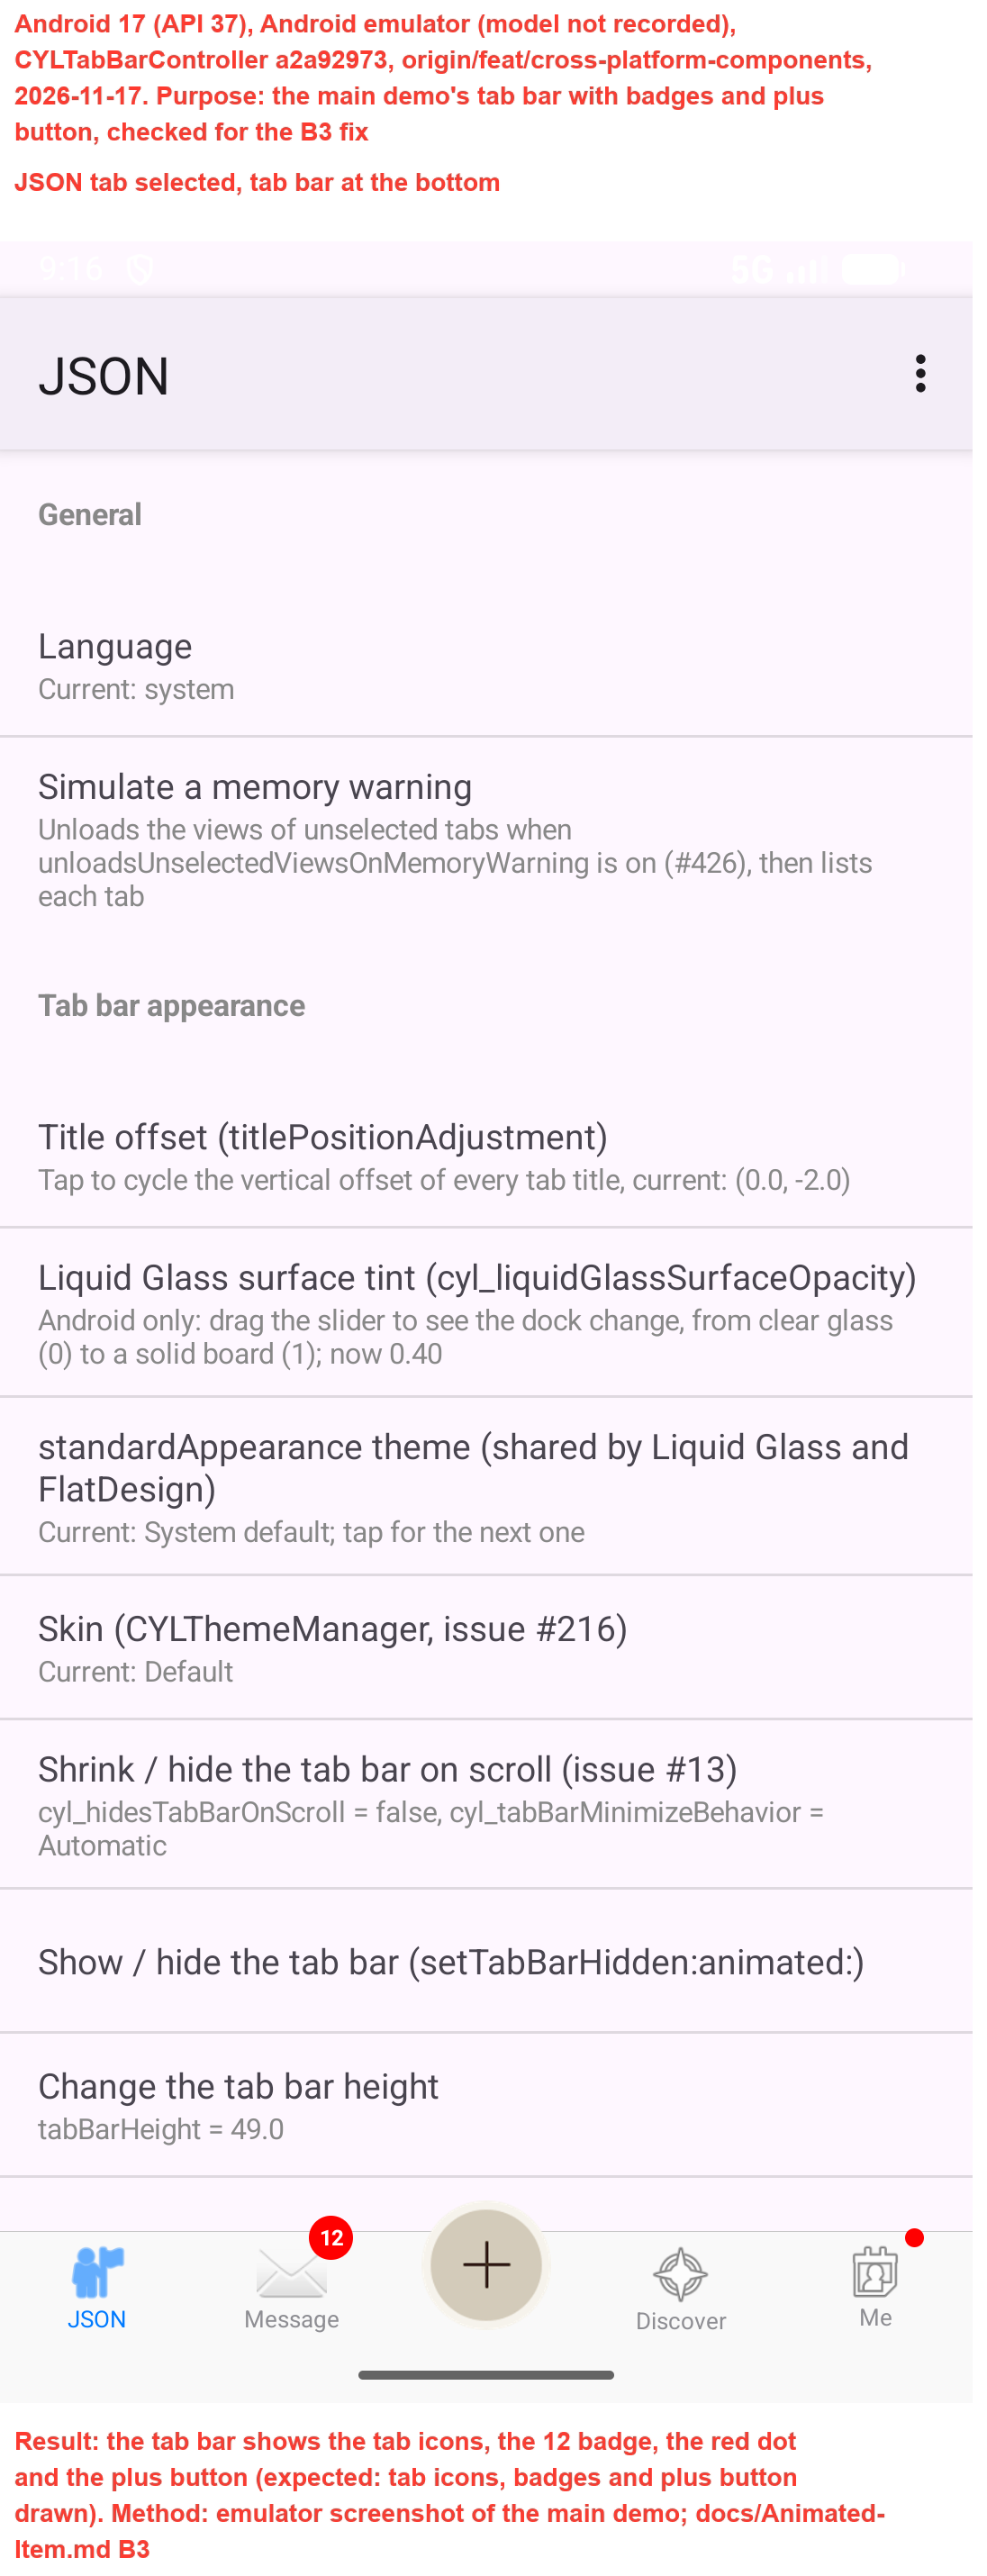 Android 17 (API 37), Android emulator (model not recorded),
CYLTabBarController a2a92973, origin/feat/cross-platform-components,
2026-11-17. Purpose: the main demo's tab bar with badges and plus
button, checked for the B3 fix
JSON tab selected, tab bar at the bottom
9:16 5G
JSON
General
Language
Current: system
Simulate a memory warning
Unloads the views of unselected tabs when
unloadsUnselectedViewsOnMemoryWarning is on (#426), then lists
each tab
Tab bar appearance
Title offset (titlePositionAdjustment)
Tap to cycle the vertical offset of every tab title, current: (0.0, -2.0)
Liquid Glass surface tint (cyl_liquidGlassSurfaceOpacity)
Android only: drag the slider to see the dock change, from clear glass
(0) to a solid board (1); now 0.40
standardAppearance theme (shared by Liquid Glass and
FlatDesign)
Current: System default; tap for the next one
Skin (CYLThemeManager, issue #216)
Current: Default
Shrink / hide the tab bar on scroll (issue #13)
cyl_hidesTabBarOnScroll = false, cyl_tabBarMinimizeBehavior =
Automatic
Show / hide the tab bar (setTabBarHidden:animated:)
Change the tab bar height
tabBarHeight = 49.0
12
JSON Message Discover Me
Result: the tab bar shows the tab icons, the 12 badge, the red dot
and the plus button (expected: tab icons, badges and plus button
drawn). Method: emulator screenshot of the main demo; docs/Animated-
Item.md B3